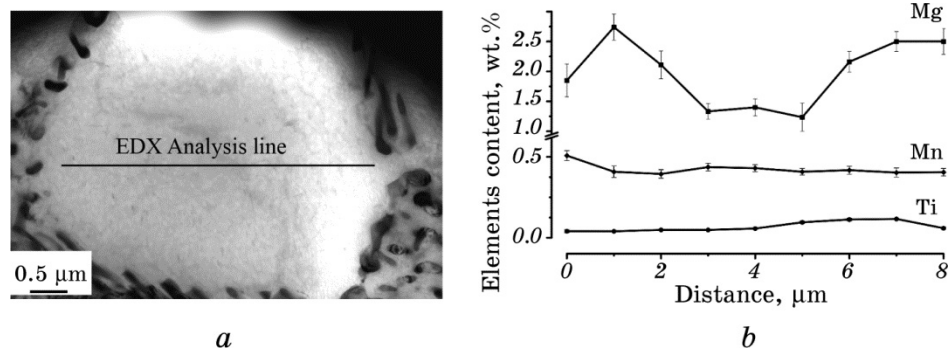 EDX Analysis line
0.5 μm
a
Elements content, wt.%
2.5
2.0
1.5
1.0
0.5
0.0
Mg
Mn
Ti
0 2 4 6 8
Distance, μm
b